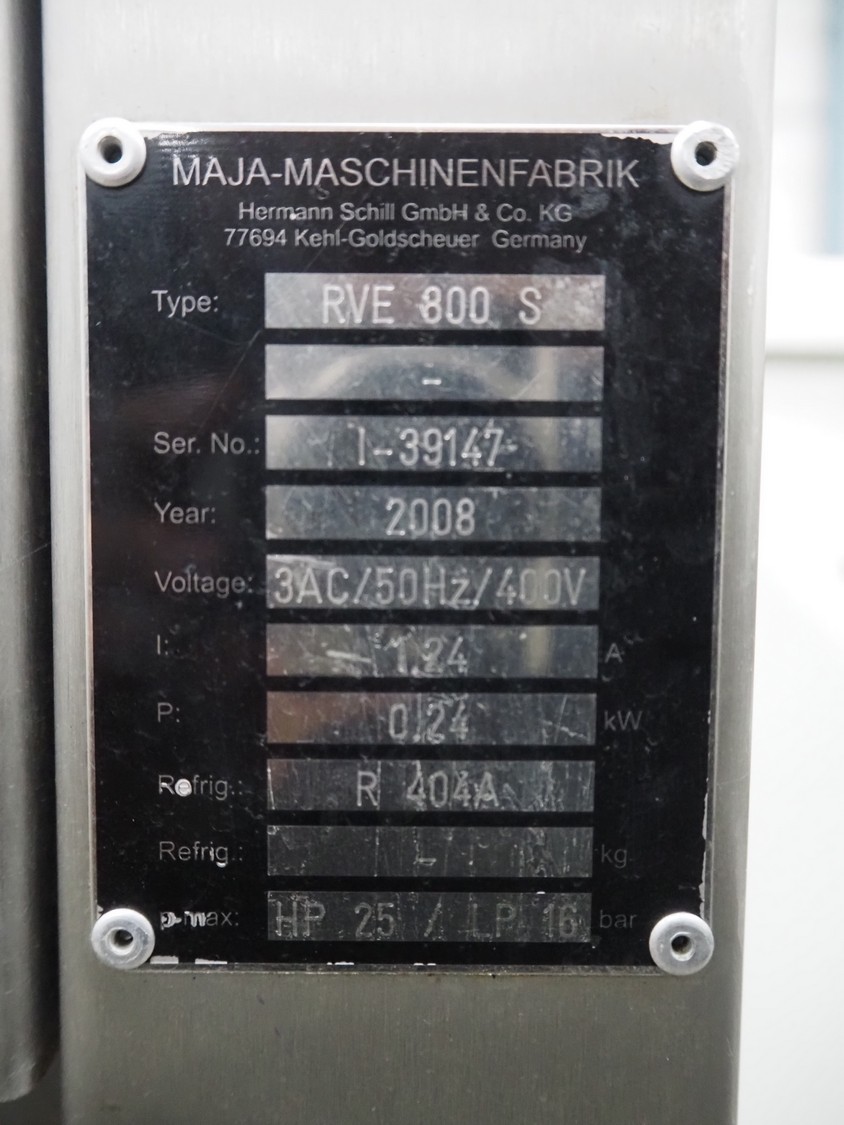 MAJA-MASCHINENFABRIK
Hermann Schill GmbH & Co. KG
77694 Kehl-Goldscheuer Germany
Type: RVE 800 S
-
Ser. No.: I-39147
Year: 2008
Voltage: 3AC/50Hz/400V
I: 1.24 A
P: 0.24 kW
Refrig.: R 404A
Refrig.: - kg
p-max: HP 25 / LP 16 bar